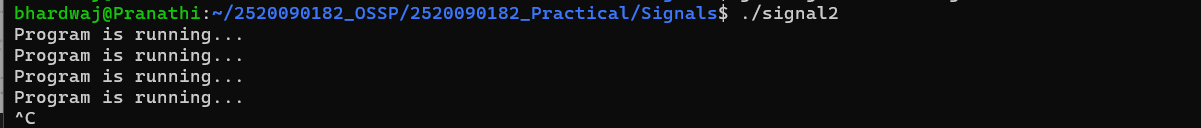 bhardwaj@Pranathi:~/2520090182_OSSP/2520090182_Practical/Signals$ ./signal2
Program is running...
Program is running...
Program is running...
Program is running...
^C